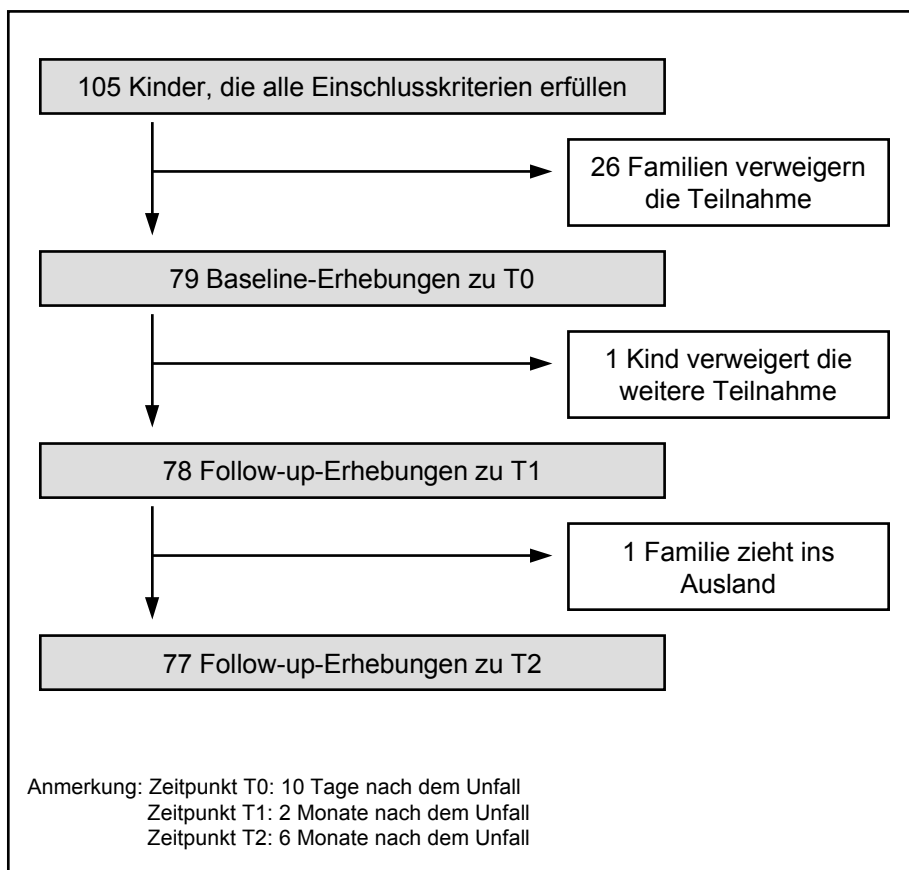 105 Kinder, die alle Einschlusskriterien erfüllen
26 Familien verweigern
die Teilnahme
79 Baseline-Erhebungen zu T0
1 Kind verweigert die
weitere Teilnahme
78 Follow-up-Erhebungen zu T1
1 Familie zieht ins
Ausland
77 Follow-up-Erhebungen zu T2
Anmerkung: Zeitpunkt T0: 10 Tage nach dem Unfall
Zeitpunkt T1: 2 Monate nach dem Unfall
Zeitpunkt T2: 6 Monate nach dem Unfall